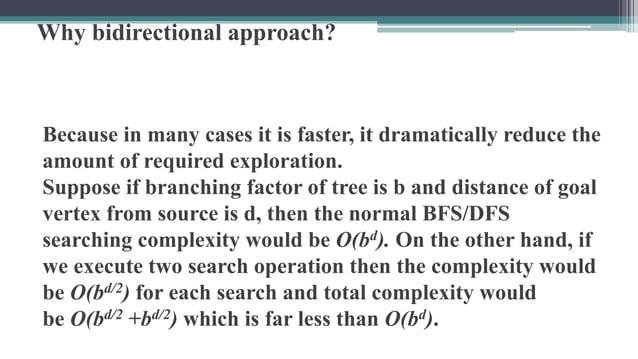 Why bidirectional approach?
Because in many cases it is faster, it dramatically reduce the
amount of required exploration.
Suppose if branching factor of tree is b and distance of goal
vertex from source is d, then the normal BFS/DFS
searching complexity would be O(bᵈ). On the other hand, if
we execute two search operation then the complexity would
be O(bᵈ/²) for each search and total complexity would
be O(bᵈ/² +bᵈ/²) which is far less than O(bᵈ).